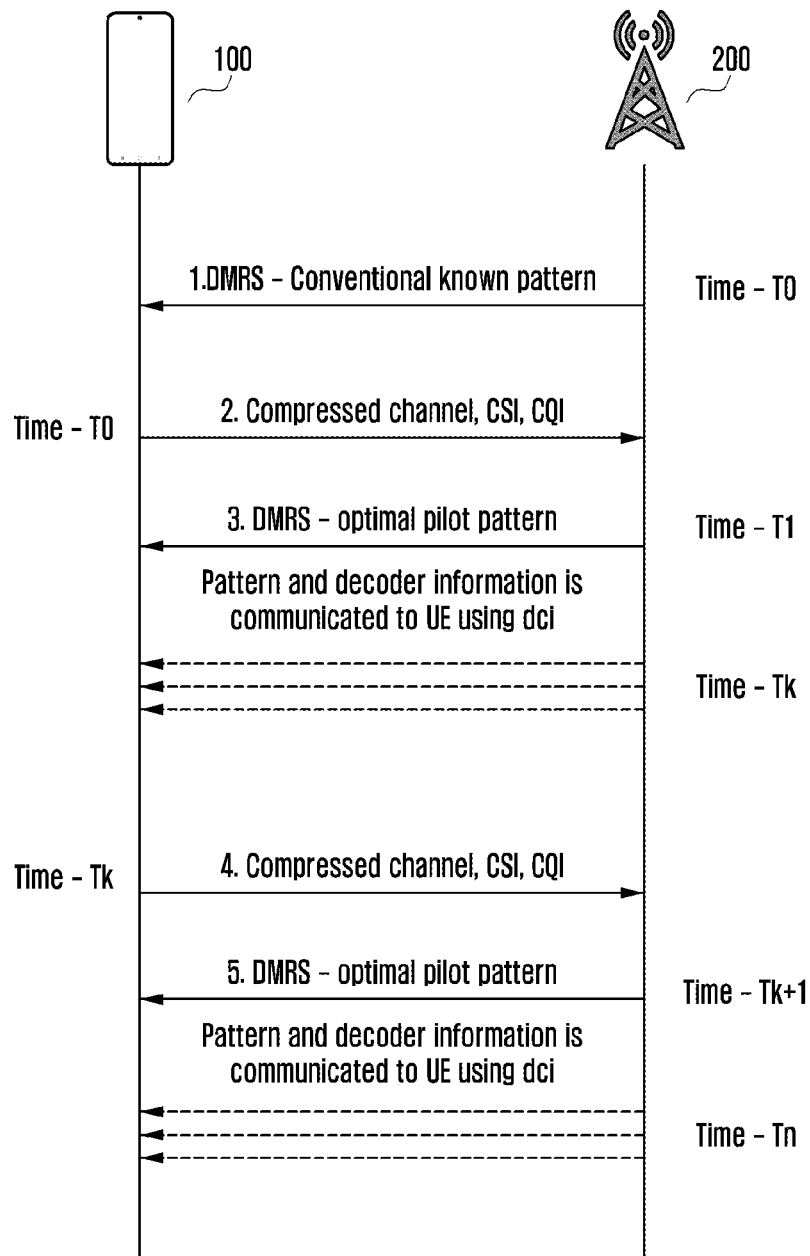 100
200
1.DMRS - Conventional known pattern
Time - T0
Time - T0
2. Compressed channel, CSI, CQI
3. DMRS - optimal pilot pattern
Time - T1
Pattern and decoder information is
communicated to UE using dci
Time - Tk
Time - Tk
4. Compressed channel, CSI, CQI
5. DMRS - optimal pilot pattern
Time - Tk+1
Pattern and decoder information is
communicated to UE using dci
Time - Tn